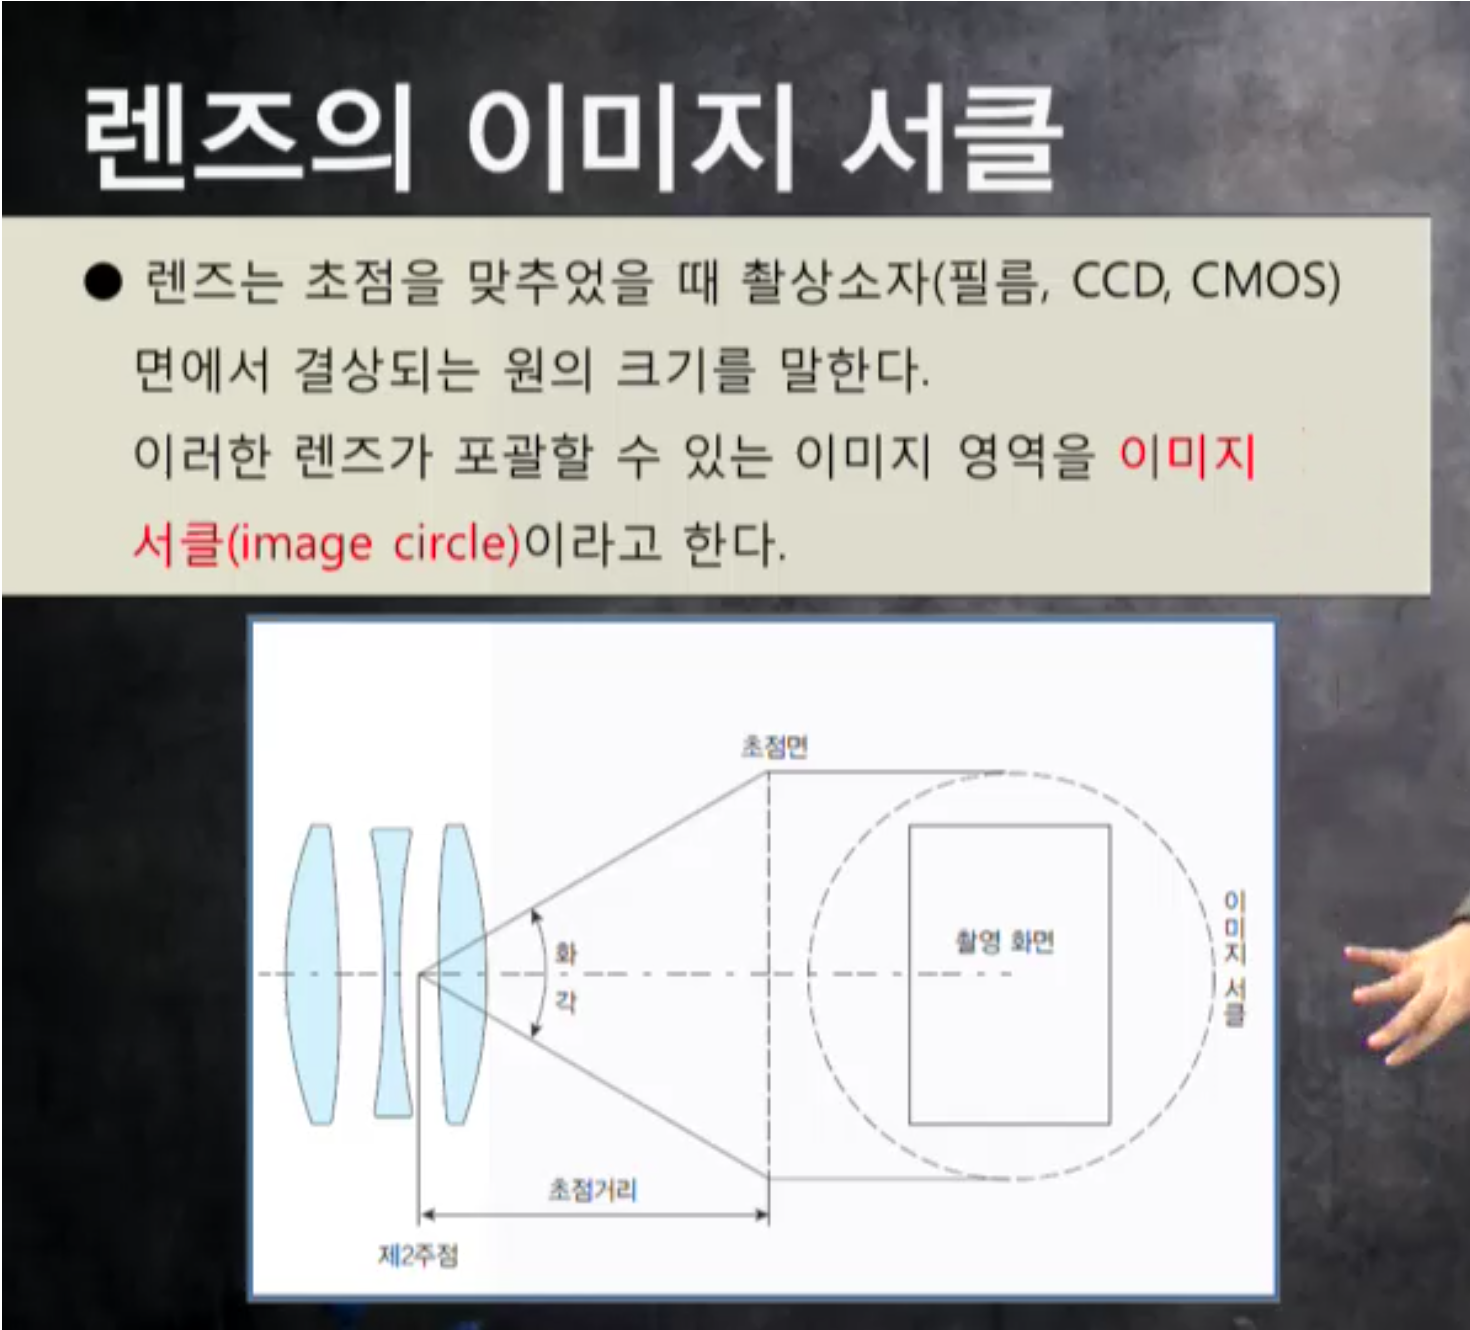 렌즈의 이미지 서클
● 렌즈는 초점을 맞추었을 때 촬상소자(필름, CCD, CMOS)
면에서 결상되는 원의 크기를 말한다.
이러한 렌즈가 포괄할 수 있는 이미지 영역을 이미지
서클(image circle)이라고 한다.
초점면
화
각
촬영 화면
이미지 서클
초점거리
제2주점